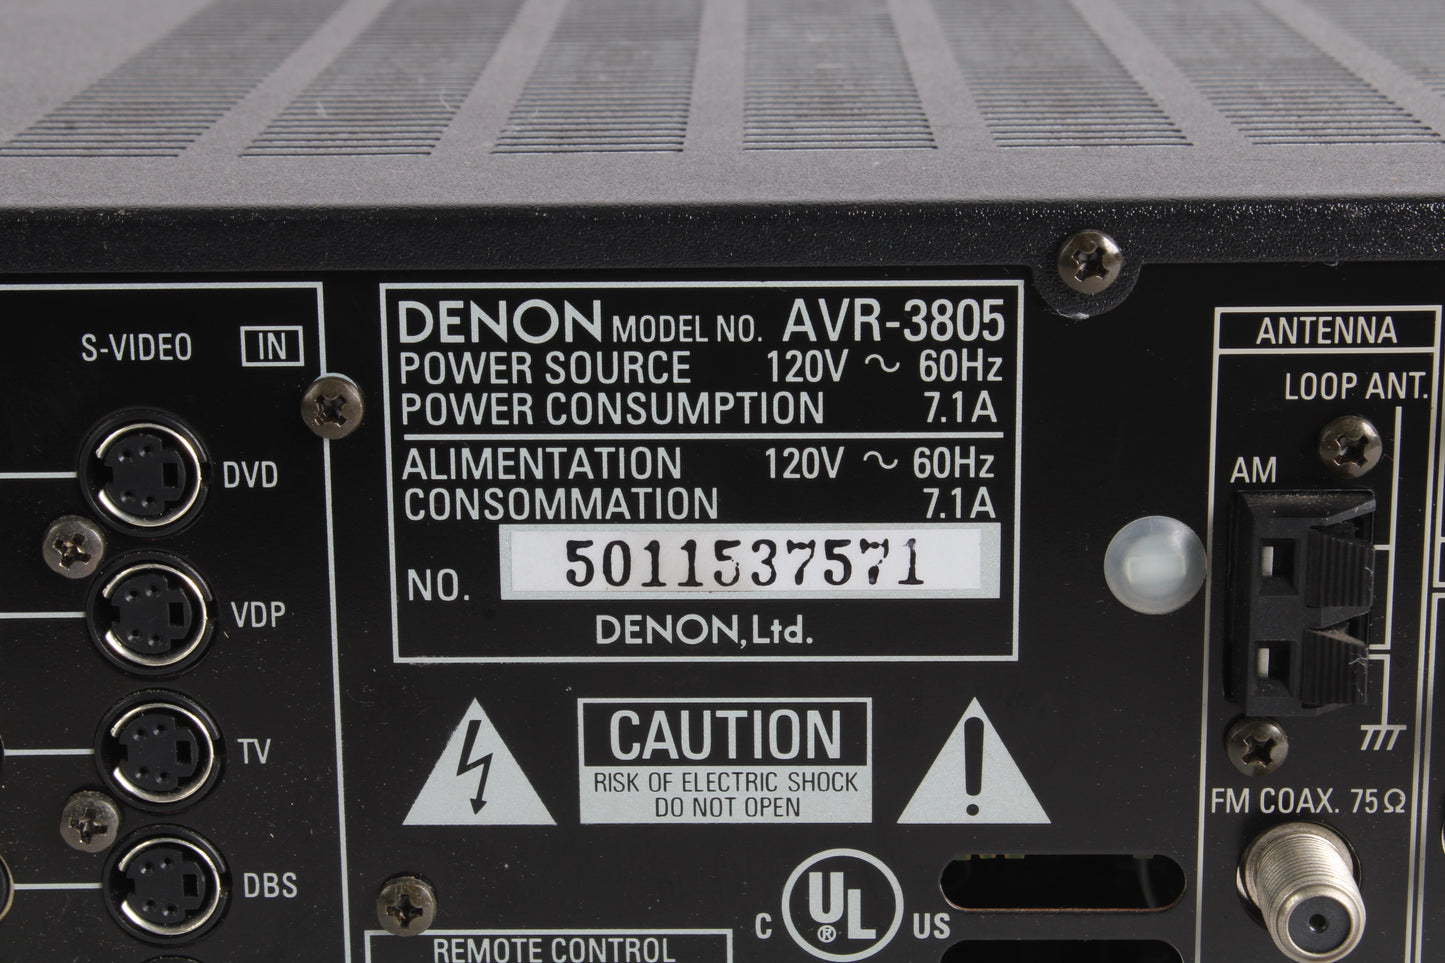 S-VIDEO IN
DVD
VDP
TV
DBS
DENON MODEL NO. AVR-3805
POWER SOURCE 120V ~ 60Hz
POWER CONSUMPTION 7.1A
ALIMENTATION 120V ~ 60Hz
CONSOMMATION 7.1A
NO. 5011537571
DENON, Ltd.
CAUTION
RISK OF ELECTRIC SHOCK
DO NOT OPEN
C UL® US
REMOTE CONTROL
ANTENNA
LOOP ANT.
AM
FM COAX. 75Ω